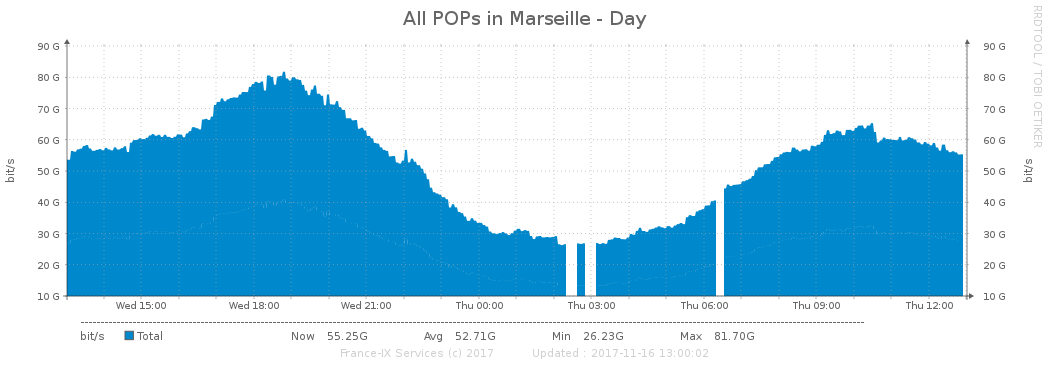 All POPs in Marseille - Day
RRDTOOL / TOBI OETIKER
90 G 90 G
80 G 80 G
70 G 70 G
60 G 60 G
50 G 50 G
40 G 40 G
30 G 30 G
20 G 20 G
10 G 10 G
bit/s bit/s
Wed 15:00 Wed 18:00 Wed 21:00 Thu 00:00 Thu 03:00 Thu 06:00 Thu 09:00 Thu 12:00
bit/s Total Now 55.25G Avg 52.71G Min 26.23G Max 81.70G
France-IX Services (c) 2017 Updated : 2017-11-16 13:00:02